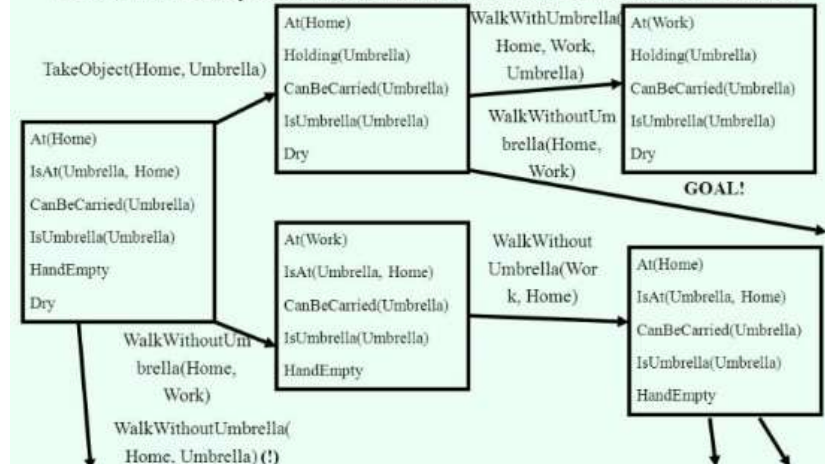 TakeObject(Home, Umbrella)
At(Home)
Holding(Umbrella)
CanBeCarried(Umbrella)
IsUmbrella(Umbrella)
Dry
WalkWithUmbrella(
Home, Work,
Umbrella)
At(Work)
Holding(Umbrella)
CanBeCarried(Umbrella)
IsUmbrella(Umbrella)
Dry
WalkWithoutUm
brella(Home,
Work)
GOAL!
At(Home)
IsAt(Umbrella, Home)
CanBeCarried(Umbrella)
IsUmbrella(Umbrella)
HandEmpty
Dry
At(Work)
IsAt(Umbrella, Home)
CanBeCarried(Umbrella)
IsUmbrella(Umbrella)
HandEmpty
WalkWithout
Umbrella(Wor
k, Home)
At(Home)
IsAt(Umbrella, Home)
CanBeCarried(Umbrella)
IsUmbrella(Umbrella)
HandEmpty
WalkWithoutUm
brella(Home,
Work)
WalkWithoutUmbrella(
Home, Umbrella) (!)